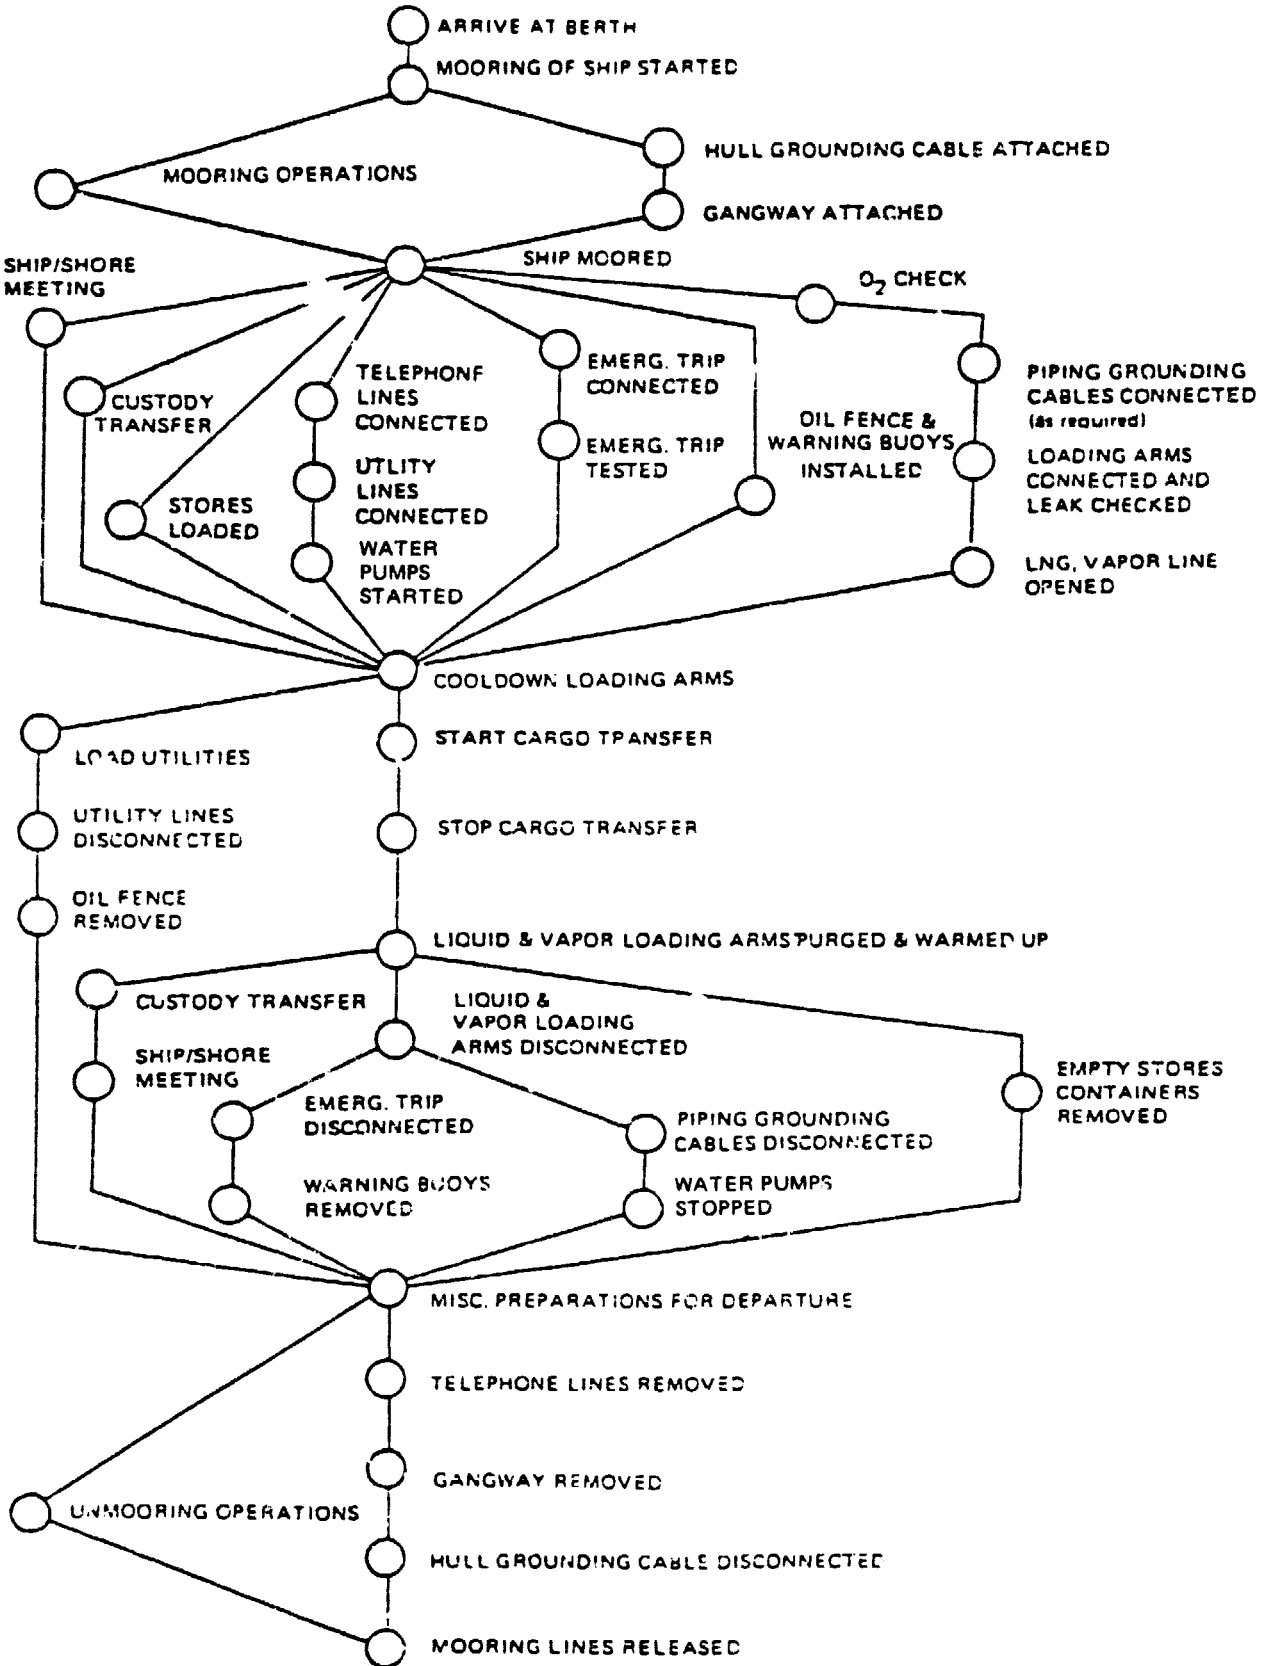 ARRIVE AT BERTH
MOORING OF SHIP STARTED
HULL GROUNDING CABLE ATTACHED
MOORING OPERATIONS
GANGWAY ATTACHED
SHIP MOORED
SHIP/SHORE
MEETING
O2 CHECK
TELEPHONE
LINES
CONNECTED
EMERG. TRIP
CONNECTED
PIPING GROUNDING
CABLES CONNECTED
(as required)
CUSTODY
TRANSFER
OIL FENCE &
WARNING BUOYS
INSTALLED
EMERG. TRIP
TESTED
UTLITY
LINES
CONNECTED
LOADING ARMS
CONNECTED AND
LEAK CHECKED
STORES
LOADED
WATER
PUMPS
STARTED
LNG, VAPOR LINE
OPENED
COOLDOWN LOADING ARMS
START CARGO TRANSFER
LOAD UTILITIES
UTILITY LINES
DISCONNECTED
STOP CARGO TRANSFER
OIL FENCE
REMOVED
LIQUID & VAPOR LOADING ARMS PURGED & WARMED UP
CUSTODY TRANSFER
LIQUID &
VAPOR LOADING
ARMS DISCONNECTED
SHIP/SHORE
MEETING
EMPTY STORES
CONTAINERS
REMOVED
EMERG. TRIP
DISCONNECTED
PIPING GROUNDING
CABLES DISCONNECTED
WARNING BUOYS
REMOVED
WATER PUMPS
STOPPED
MISC. PREPARATIONS FOR DEPARTURE
TELEPHONE LINES REMOVED
GANGWAY REMOVED
UNMOORING OPERATIONS
HULL GROUNDING CABLE DISCONNECTED
MOORING LINES RELEASED